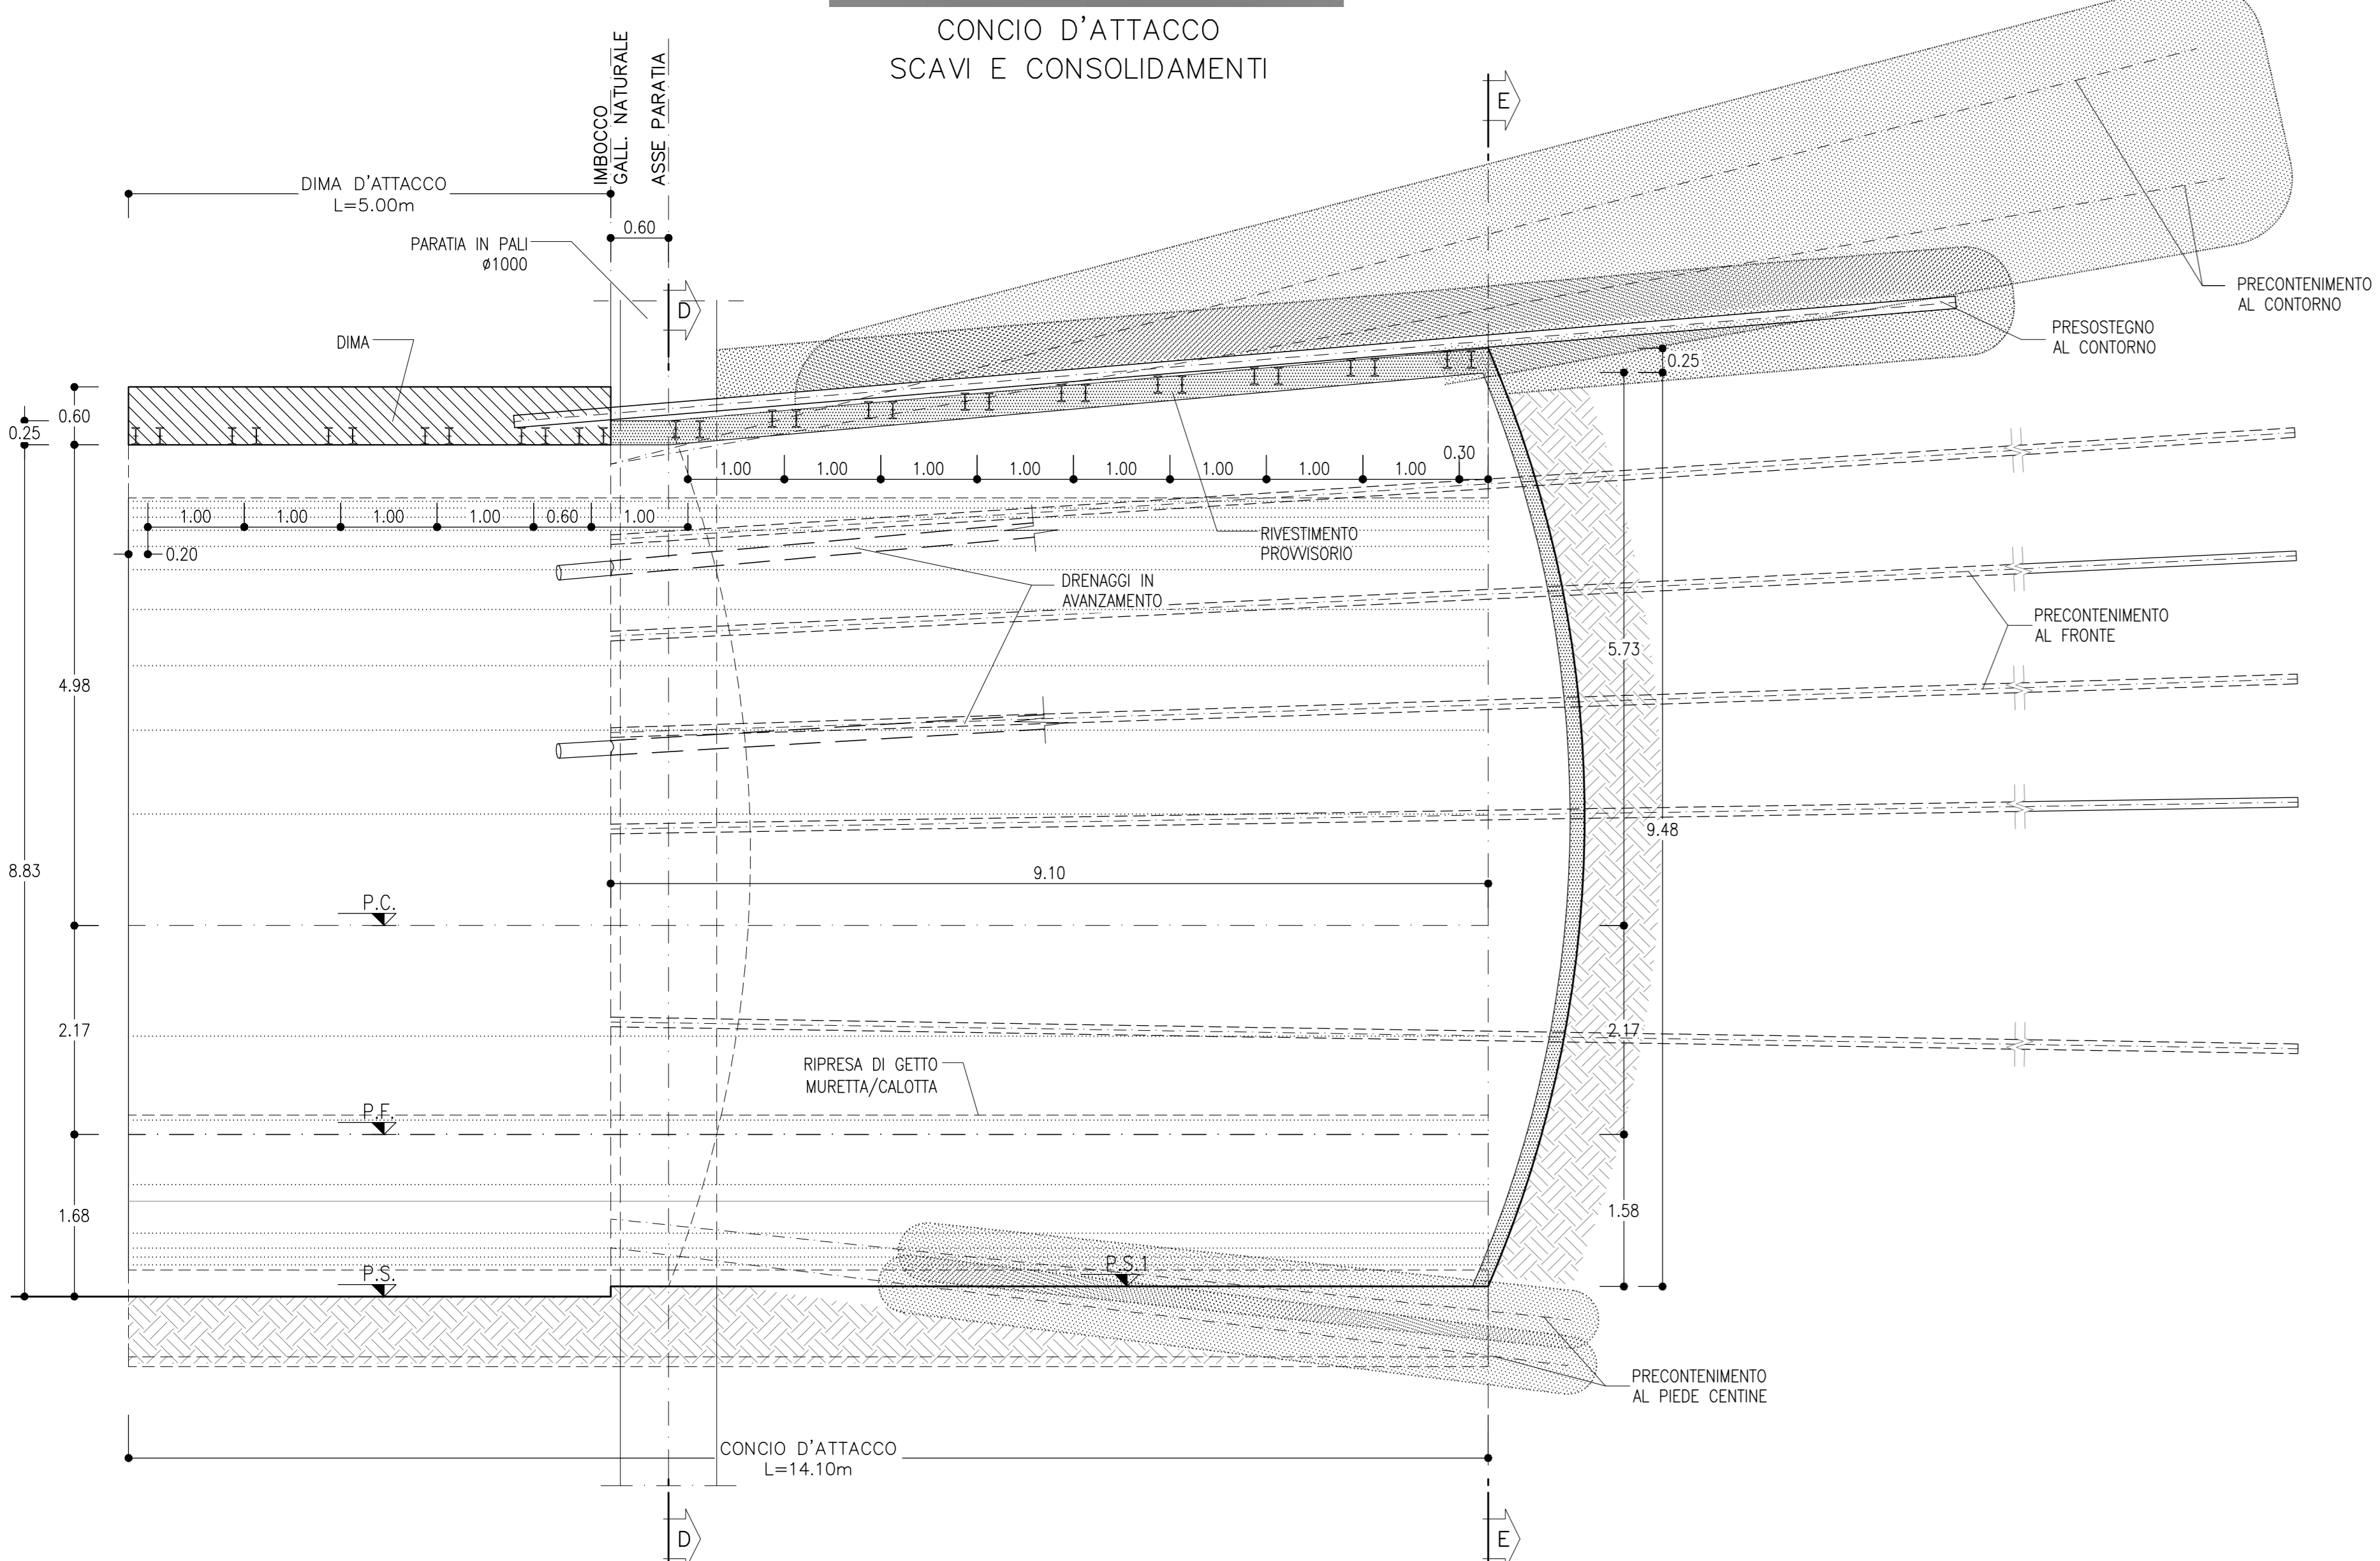 CONCIO D'ATTACCO
SCAVI E CONSOLIDAMENTI
IMBOCCO
GALL. NATURALE
ASSE PARATIA
E
DIMA D'ATTACCO
L=5.00m
0.60
PARATIA IN PALI
ø1000
D
PRECONTENIMENTO
AL CONTORNO
PRESOSTEGNO
AL CONTORNO
DIMA
0.25
0.60
0.25
0.30
1.00 1.00 1.00 1.00 1.00 1.00 1.00 1.00
1.00 1.00 1.00 1.00 0.60 1.00
0.20
RIVESTIMENTO
PROVVISORIO
DRENAGGI IN
AVANZAMENTO
PRECONTENIMENTO
AL FRONTE
5.73
4.98
9.48
8.83
9.10
P.C.
2.17
2.17
RIPRESA DI GETTO
MURETTA/CALOTTA
P.F.
1.68
1.58
P.S.
P.S.1
PRECONTENIMENTO
AL PIEDE CENTINE
CONCIO D'ATTACCO
L=14.10m
D
E